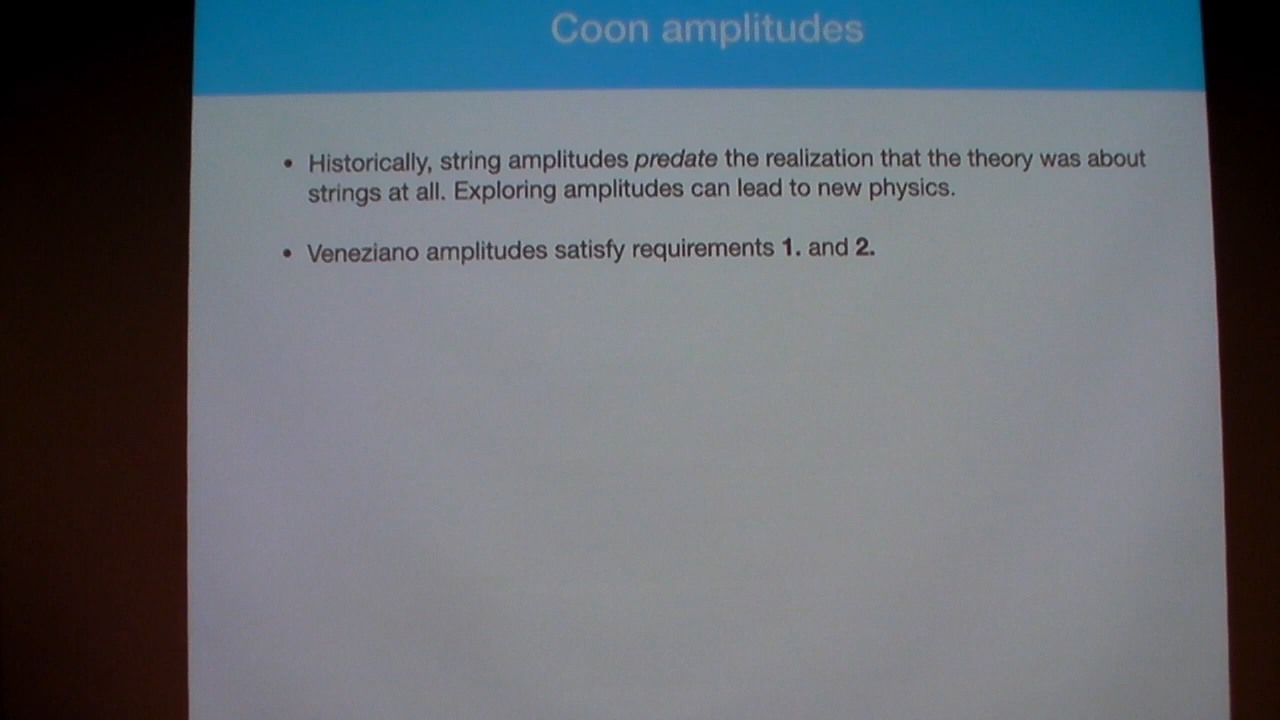 Coon amplitudes
• Historically, string amplitudes predate the realization that the theory was about
strings at all. Exploring amplitudes can lead to new physics.
• Veneziano amplitudes satisfy requirements 1. and 2.